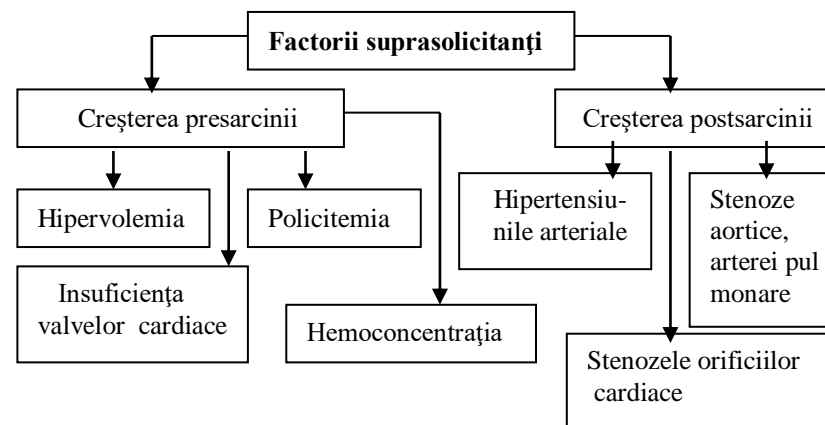 Factorii suprasolicitanţi
Creşterea presarcinii
Creşterea postsarcinii
Hipervolemia
Policitemia
Hipertensiu-
nile arteriale
Stenoze
aortice,
arterei pul
monare
Insuficienţa
valvelor cardiace
Hemoconcentraţia
Stenozele orificiilor
cardiace